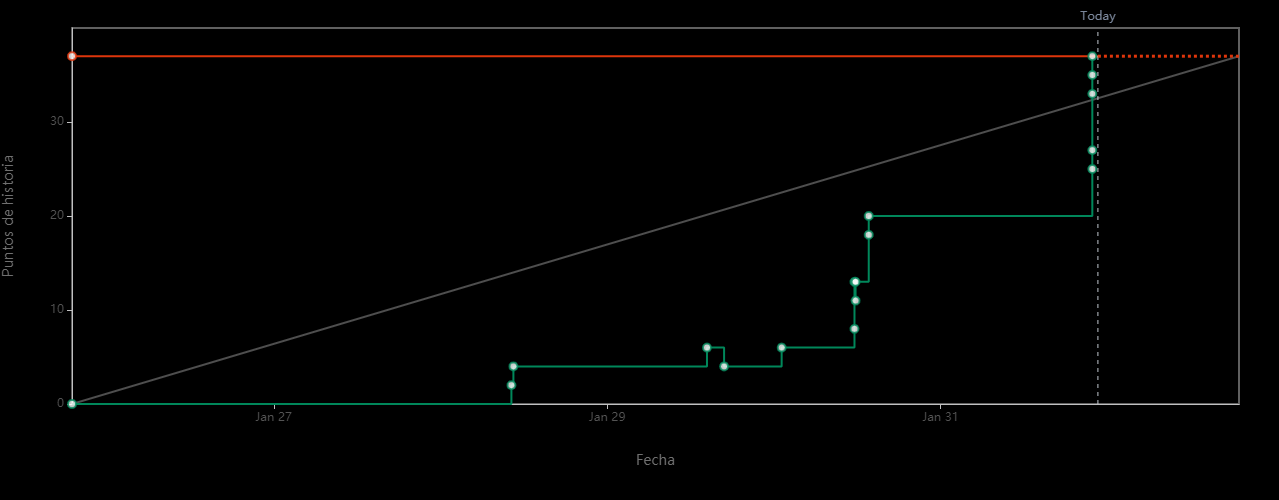 Today
Puntos de historia
30
20
10
0
Jan 27
Jan 29
Jan 31
Fecha